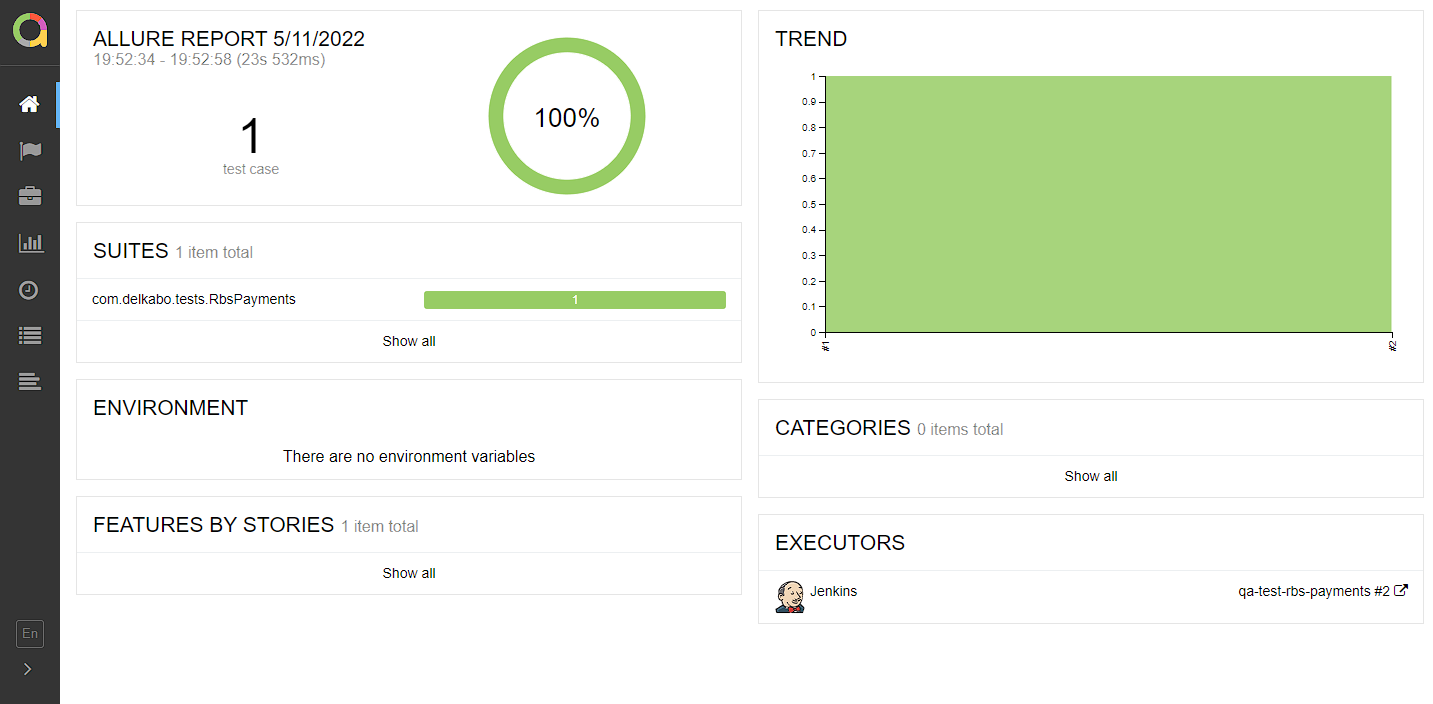 ALLURE REPORT 5/11/2022
19:52:34 - 19:52:58 (23s 532ms)
1
test case
100%
SUITES 1 item total
com.delkabo.tests.RbsPayments 1
Show all
ENVIRONMENT
There are no environment variables
FEATURES BY STORIES 1 item total
Show all
TREND
1
0.9
0.8
0.7
0.6
0.5
0.4
0.3
0.2
0.1
0
#1 #2
CATEGORIES 0 items total
Show all
EXECUTORS
Jenkins qa-test-rbs-payments #2
En